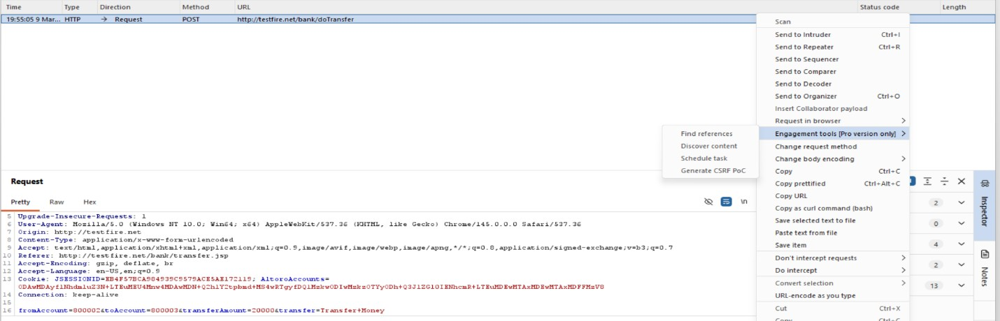 Time Type Direction Method URL Status code Length
19:55:05 9 Mar... HTTP → Request POST http://testfire.net/bank/doTransfer
Scan
Send to Intruder Ctrl+I
Send to Repeater Ctrl+R
Send to Sequencer
Send to Comparer
Send to Decoder
Send to Organizer Ctrl+O
Insert Collaborator payload
Request in browser >
Engagement tools [Pro version only] >
Find references
Discover content
Schedule task
Generate CSRF PoC
Change request method
Change body encoding >
Copy Ctrl+C
Copy prettified Ctrl+Alt+C
Copy URL
Copy as curl command (bash)
Save selected text to file
Paste text from file
Save item
Don't intercept requests >
Do intercept >
Convert selection >
URL-encode as you type
Cut Ctrl+X
Copy Ctrl+C
Request
Pretty Raw Hex \n
5 Upgrade-Insecure-Requests: 1
6 User-Agent: Mozilla/5.0 (Windows NT 10.0; Win64; x64) AppleWebKit/537.36 (KHTML, like Gecko) Chrome/145.0.0.0 Safari/537.36
7 Origin: http://testfire.net
8 Content-Type: application/x-www-form-urlencoded
9 Accept: text/html,application/xhtml+xml,application/xml;q=0.9,image/avif,image/webp,image/apng,*/*;q=0.8,application/signed-exchange;v=b3;q=0.7
10 Referer: http://testfire.net/bank/transfer.jsp
11 Accept-Encoding: gzip, deflate, br
12 Accept-Language: en-US,en;q=0.9
13 Cookie: JSESSIONID=EB4F57BCA984939C9579ACE5AE172119; AltoroAccounts=
14 Connection: keep-alive
15
16 fromAccount=800002&toAccount=800003&transferAmount=20000&transfer=Transfer+Money
2
0
4
2
13
Inspector
Notes